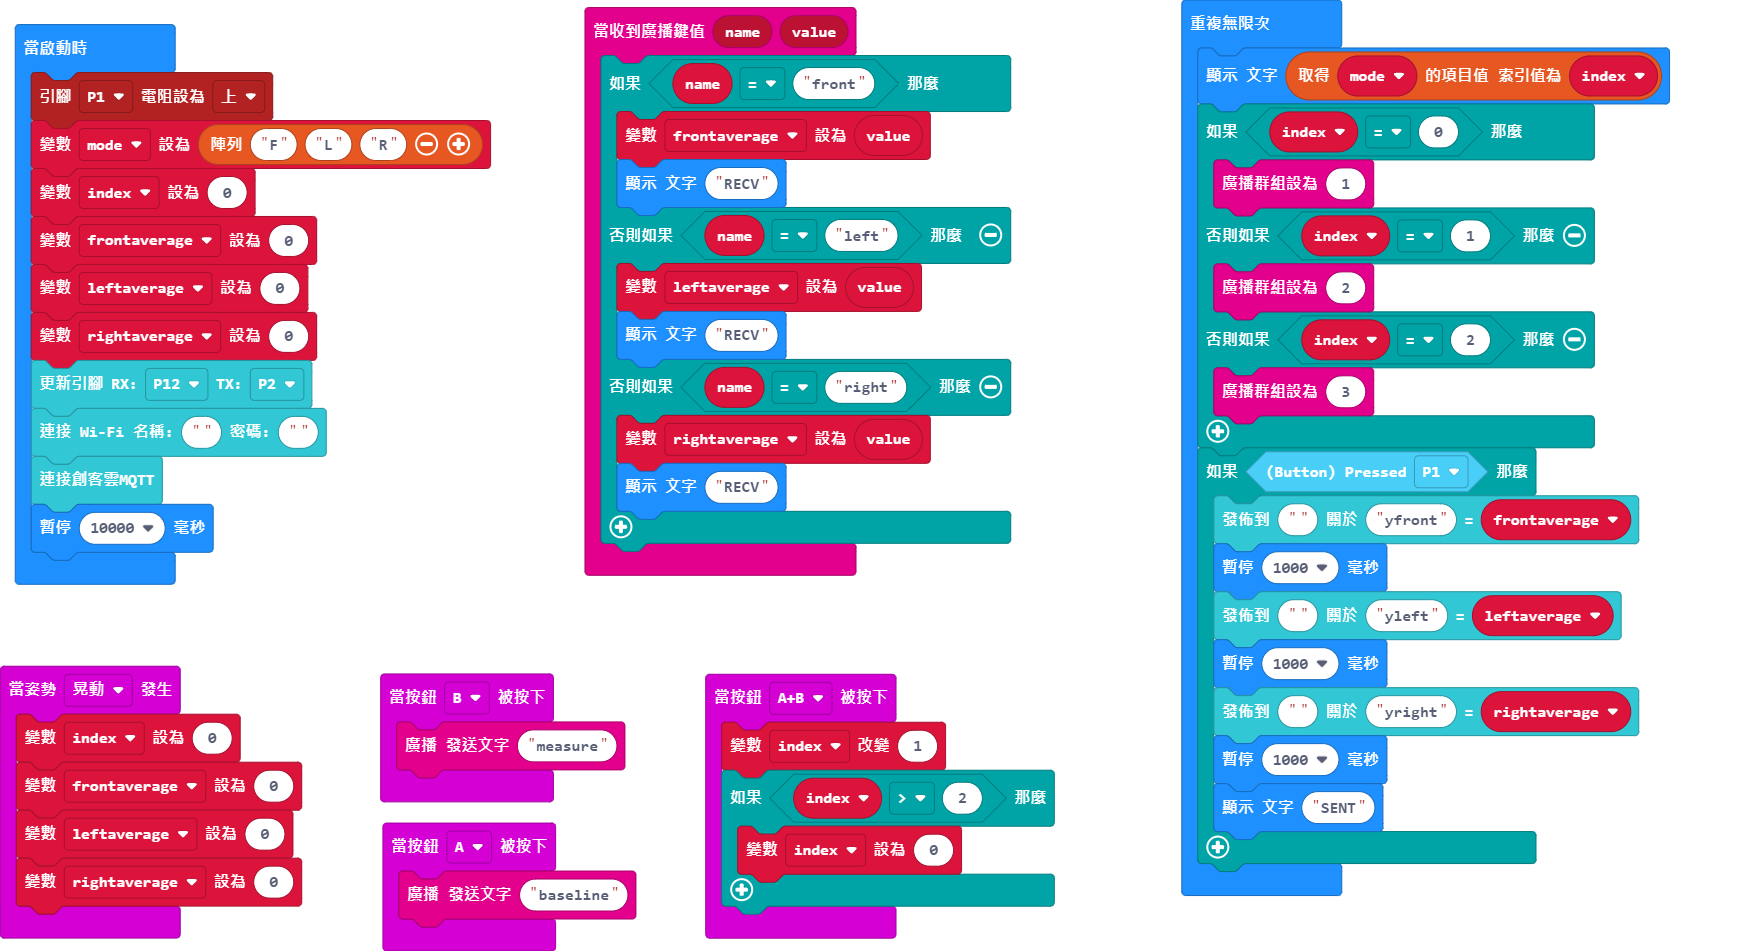 當啟動時
引腳 P1 電阻設為 上
變數 mode 設為 陣列 "F" "L" "R"
變數 index 設為 0
變數 frontaverage 設為 0
變數 leftaverage 設為 0
變數 rightaverage 設為 0
更新引腳 RX: P12 TX: P2
連接 Wi-Fi 名稱: "" 密碼: ""
連接創客雲MQTT
暫停 10000 毫秒
當收到廣播鍵值 name value
如果 name = "front" 那麼
變數 frontaverage 設為 value
顯示 文字 "RECV"
否則如果 name = "left" 那麼
變數 leftaverage 設為 value
顯示 文字 "RECV"
否則如果 name = "right" 那麼
變數 rightaverage 設為 value
顯示 文字 "RECV"
重複無限次
顯示 文字 取得 mode 的項目值 索引值為 index
如果 index = 0 那麼
廣播群組設為 1
否則如果 index = 1 那麼
廣播群組設為 2
否則如果 index = 2 那麼
廣播群組設為 3
如果 (Button) Pressed P1 那麼
發佈到 "" 關於 "yfront" = frontaverage
暫停 1000 毫秒
發佈到 "" 關於 "yleft" = leftaverage
暫停 1000 毫秒
發佈到 "" 關於 "yright" = rightaverage
暫停 1000 毫秒
顯示 文字 "SENT"
當姿勢 晃動 發生
變數 index 設為 0
變數 frontaverage 設為 0
變數 leftaverage 設為 0
變數 rightaverage 設為 0
當按鈕 B 被按下
廣播 發送文字 "measure"
當按鈕 A 被按下
廣播 發送文字 "baseline"
當按鈕 A+B 被按下
變數 index 改變 1
如果 index > 2 那麼
變數 index 設為 0